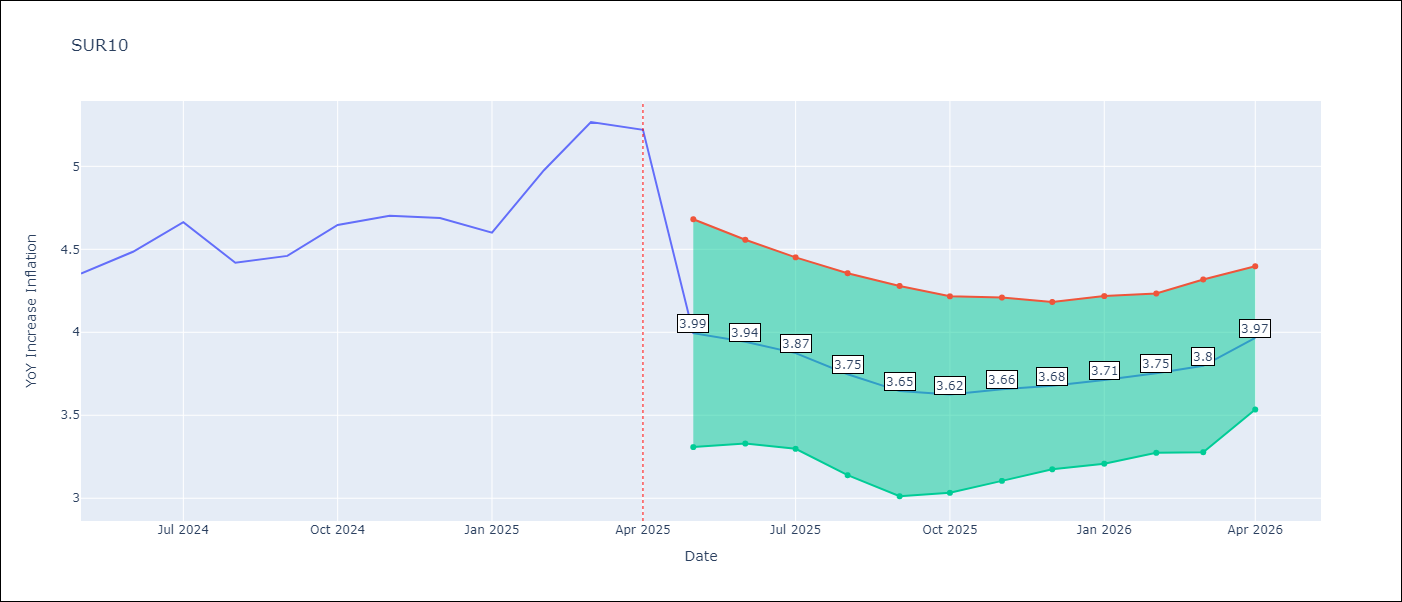 SUR10
YoY Increase Inflation
5
4.5
4
3.5
3
3.99
3.94
3.87
3.75
3.65
3.62
3.66
3.68
3.71
3.75
3.8
3.97
Jul 2024
Oct 2024
Jan 2025
Apr 2025
Jul 2025
Oct 2025
Jan 2026
Apr 2026
Date